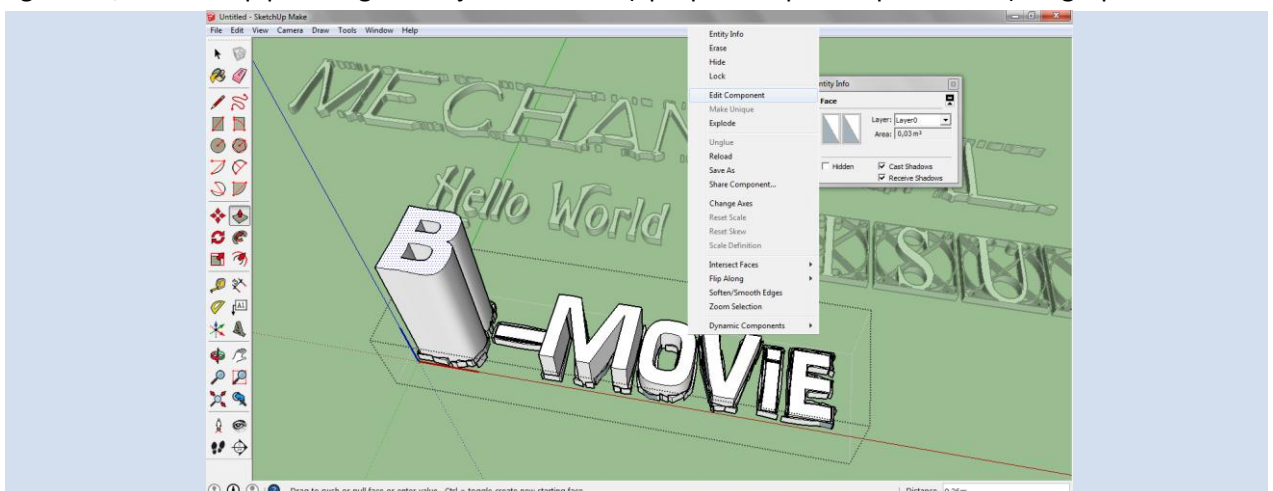 Untitled - SketchUp Make
File Edit View Camera Draw Tools Window Help
Entity Info
Erase
Hide
Lock
Edit Component
Make Unique
Explode
Unglue
Reload
Save As
Share Component...
Change Axes
Reset Scale
Reset Skew
Scale Definition
Intersect Faces
Flip Along
Soften/Smooth Edges
Zoom Selection
Dynamic Components
ntity Info
Face
Layer: Layer0
Area: 0,03 m²
Hidden
Cast Shadows
Receive Shadows
MECHAN
L
Hello World
ISUU
B-MOViE
Drag to push or pull face or enter value. Ctrl = toggle create new starting face.
Distance